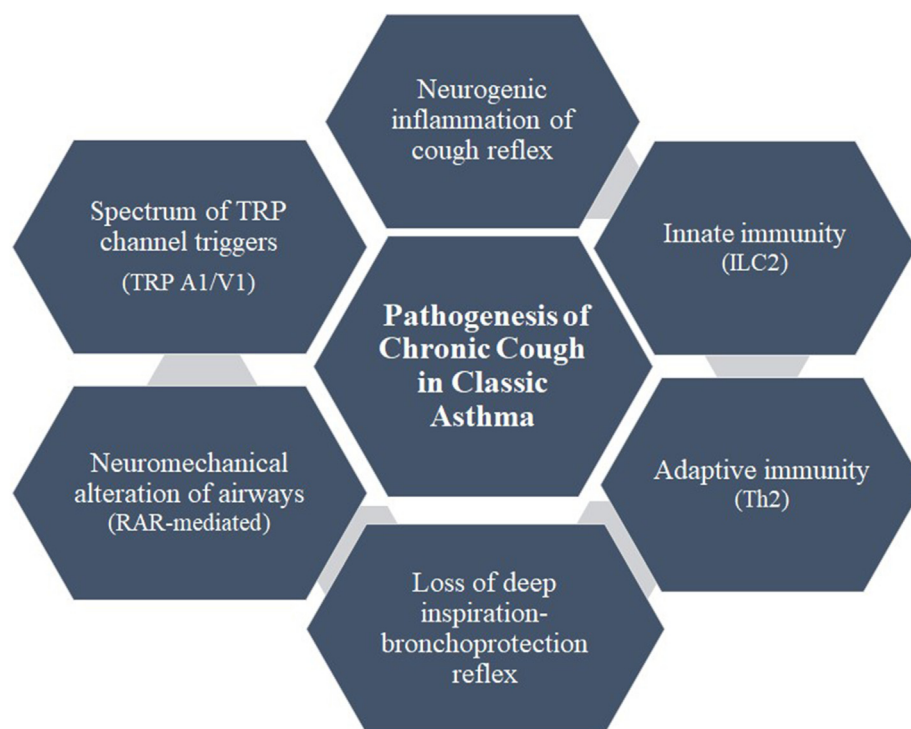 Neurogenic
inflammation of
cough reflex
Spectrum of TRP
channel triggers
(TRP A1/V1)
Innate immunity
(ILC2)
Pathogenesis of
Chronic Cough
in Classic
Asthma
Neuromechanical
alteration of airways
(RAR-mediated)
Adaptive immunity
(Th2)
Loss of deep
inspiration-
bronchoprotection
reflex